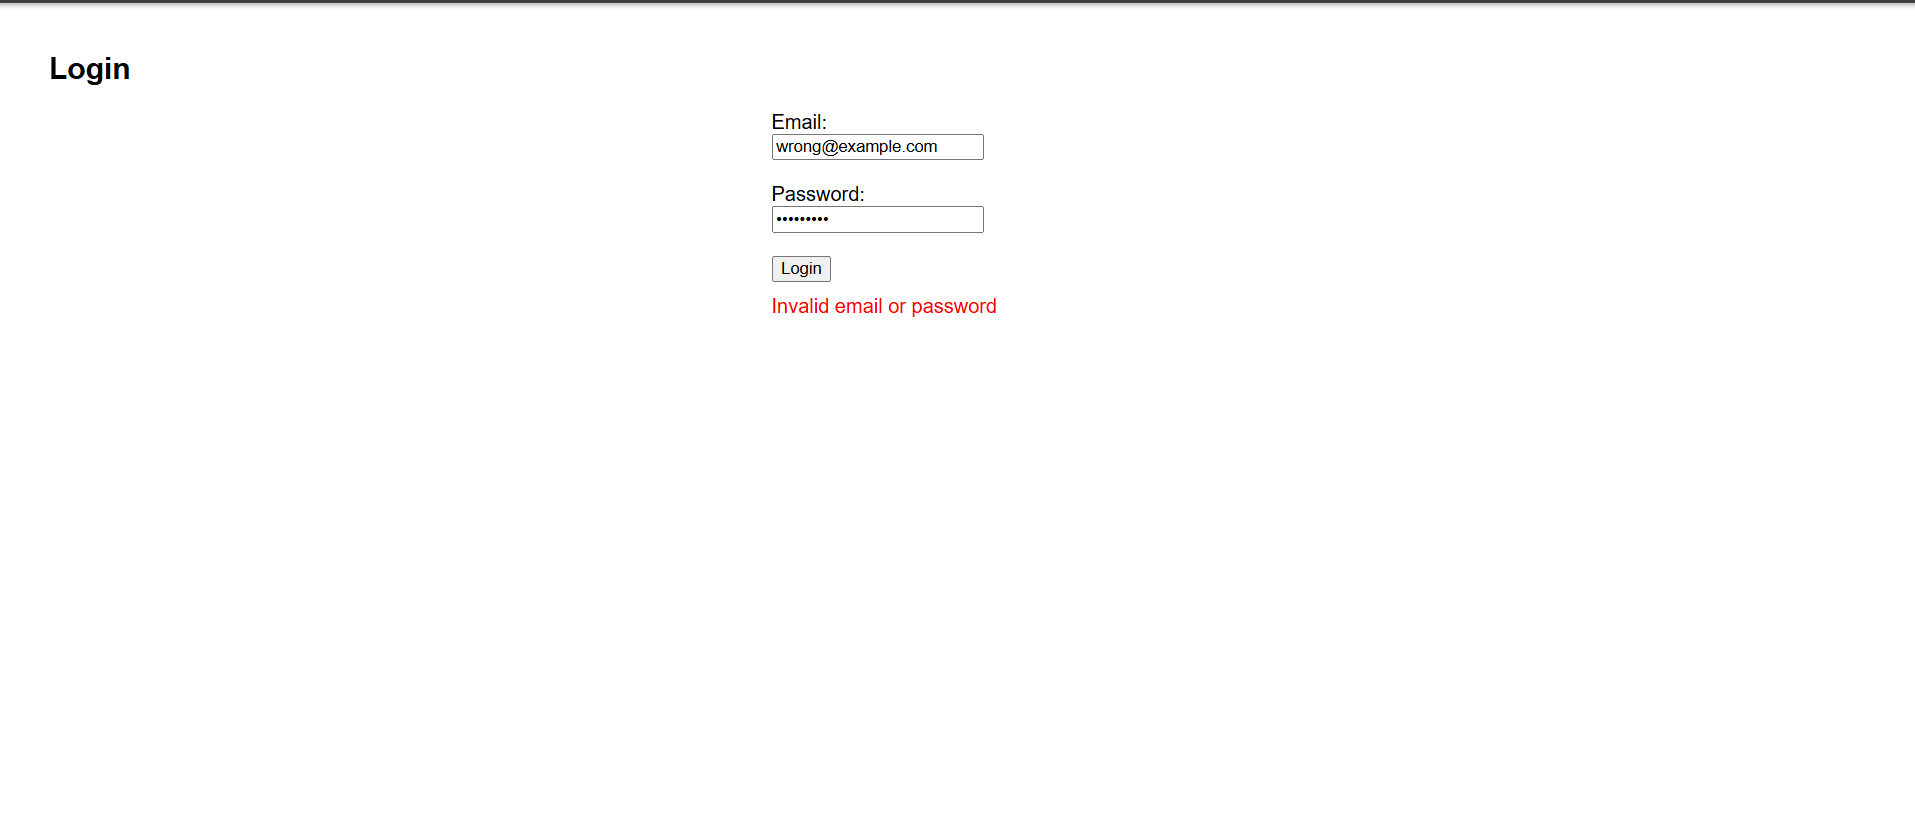 Login
Email:
wrong@example.com
Password:
•••••••••
Login
Invalid email or password